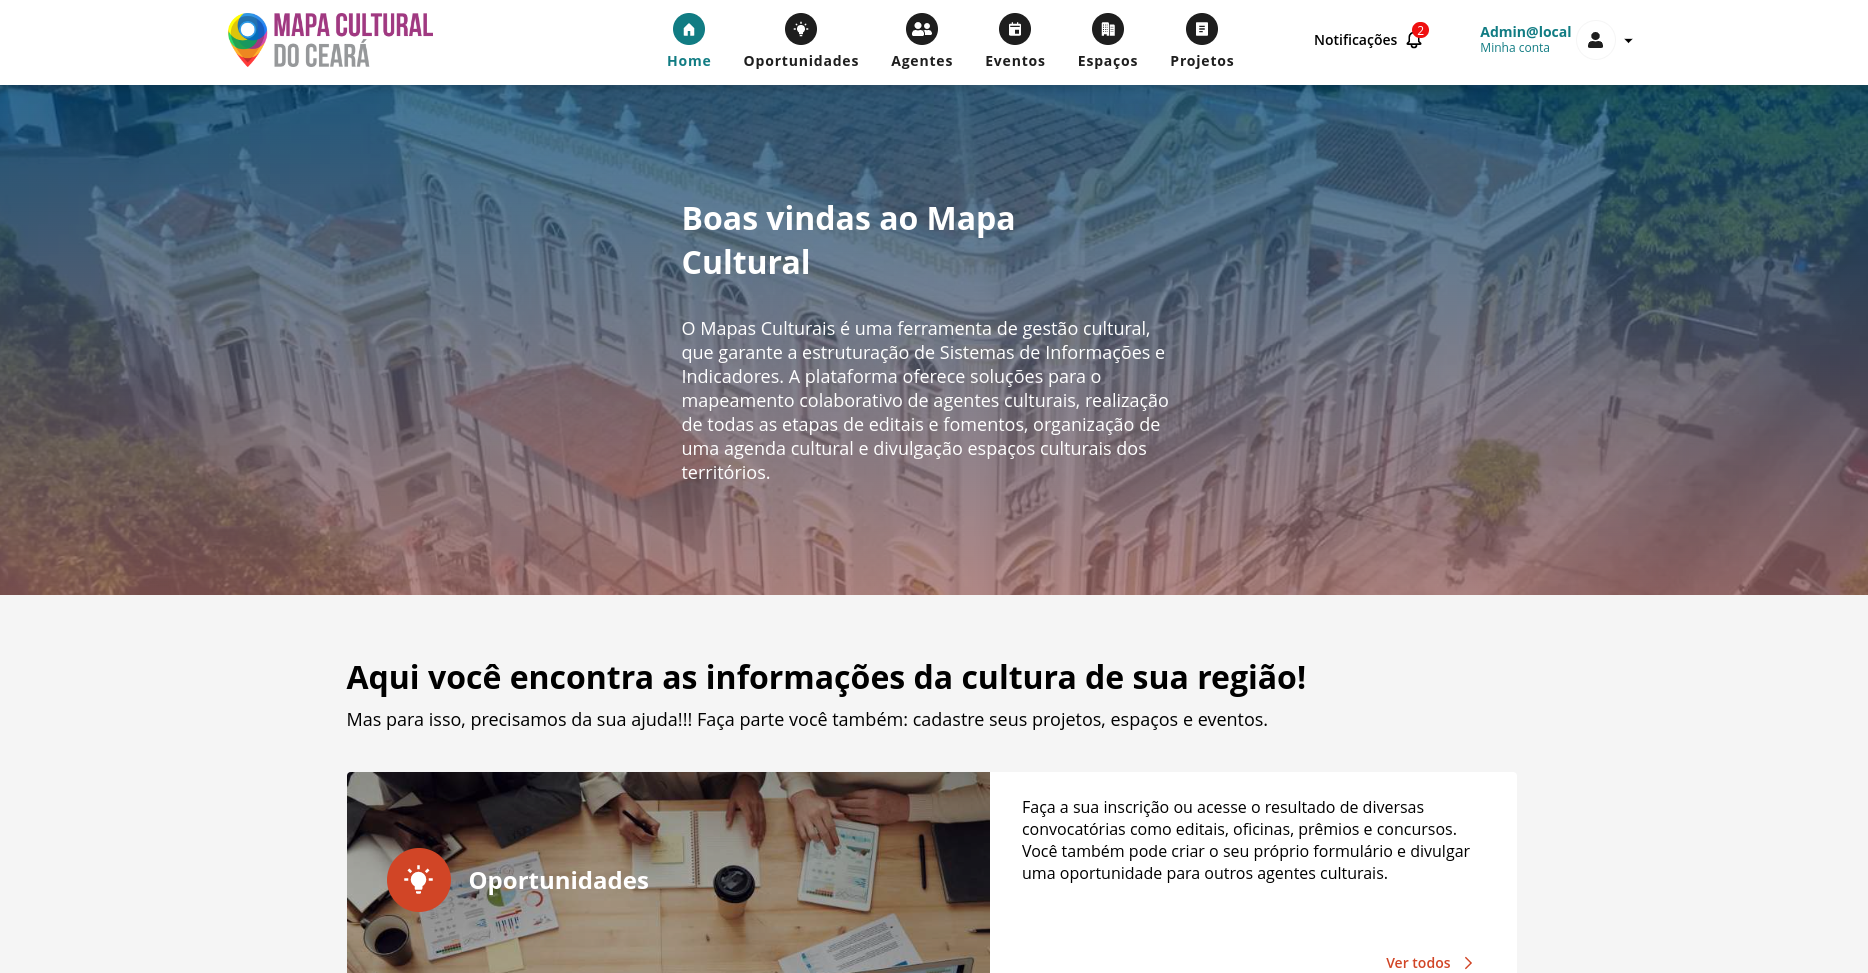 MAPA CULTURAL
DO CEARÁ
Home
Oportunidades
Agentes
Eventos
Espaços
Projetos
Notificações 2
Admin@local
Minha conta
Boas vindas ao Mapa
Cultural
O Mapas Culturais é uma ferramenta de gestão cultural,
que garante a estruturação de Sistemas de Informações e
Indicadores. A plataforma oferece soluções para o
mapeamento colaborativo de agentes culturais, realização
de todas as etapas de editais e fomentos, organização de
uma agenda cultural e divulgação espaços culturais dos
territórios.
Aqui você encontra as informações da cultura de sua região!
Mas para isso, precisamos da sua ajuda!!! Faça parte você também: cadastre seus projetos, espaços e eventos.
Oportunidades
Faça a sua inscrição ou acesse o resultado de diversas
convocatórias como editais, oficinas, prêmios e concursos.
Você também pode criar o seu próprio formulário e divulgar
uma oportunidade para outros agentes culturais.
Ver todos